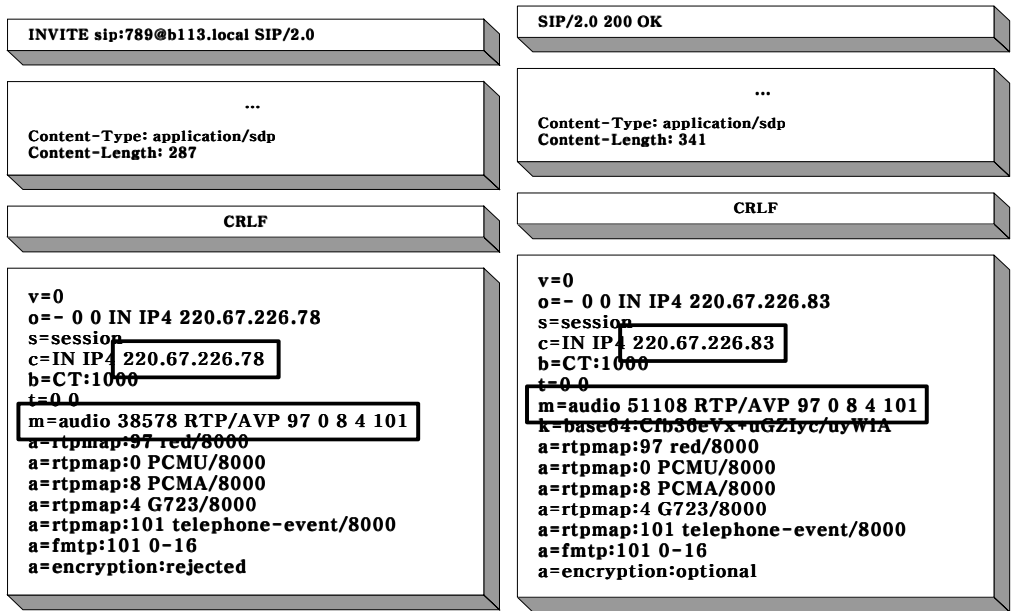 INVITE sip:789@b113.local SIP/2.0
...
Content-Type: application/sdp
Content-Length: 287
CRLF
v=0
o=- 0 0 IN IP4 220.67.226.78
s=session
c=IN IP4 220.67.226.78
b=CT:1000
t=0 0
m=audio 38578 RTP/AVP 97 0 8 4 101
a=rtpmap:97 red/8000
a=rtpmap:0 PCMU/8000
a=rtpmap:8 PCMA/8000
a=rtpmap:4 G723/8000
a=rtpmap:101 telephone-event/8000
a=fmtp:101 0-16
a=encryption:rejected
SIP/2.0 200 OK
...
Content-Type: application/sdp
Content-Length: 341
CRLF
v=0
o=- 0 0 IN IP4 220.67.226.83
s=session
c=IN IP4 220.67.226.83
b=CT:1000
t=0 0
m=audio 51108 RTP/AVP 97 0 8 4 101
k=base64:Cfb36eVx+uGZIyc/uyWiA
a=rtpmap:97 red/8000
a=rtpmap:0 PCMU/8000
a=rtpmap:8 PCMA/8000
a=rtpmap:4 G723/8000
a=rtpmap:101 telephone-event/8000
a=fmtp:101 0-16
a=encryption:optional